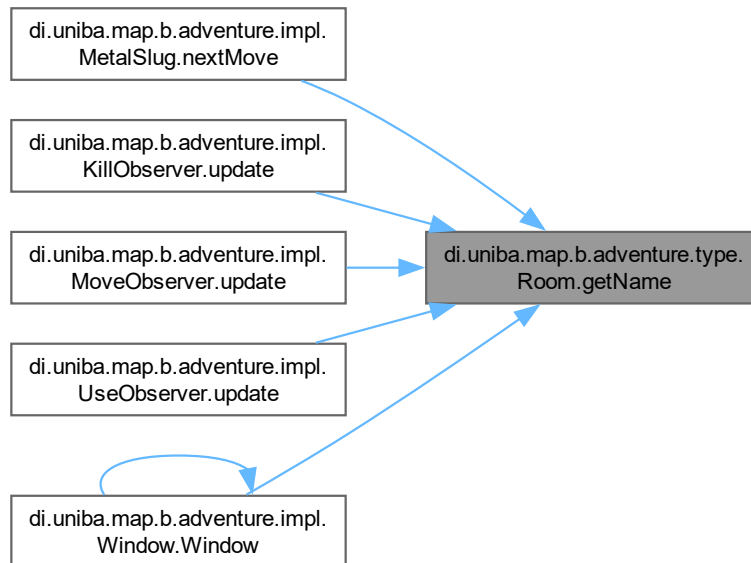 di.uniba.map.b.adventure.impl.
MetalSlug.nextMove
di.uniba.map.b.adventure.impl.
KillObserver.update
di.uniba.map.b.adventure.impl.
MoveObserver.update
di.uniba.map.b.adventure.impl.
UseObserver.update
di.uniba.map.b.adventure.impl.
Window.Window
di.uniba.map.b.adventure.type.
Room.getName